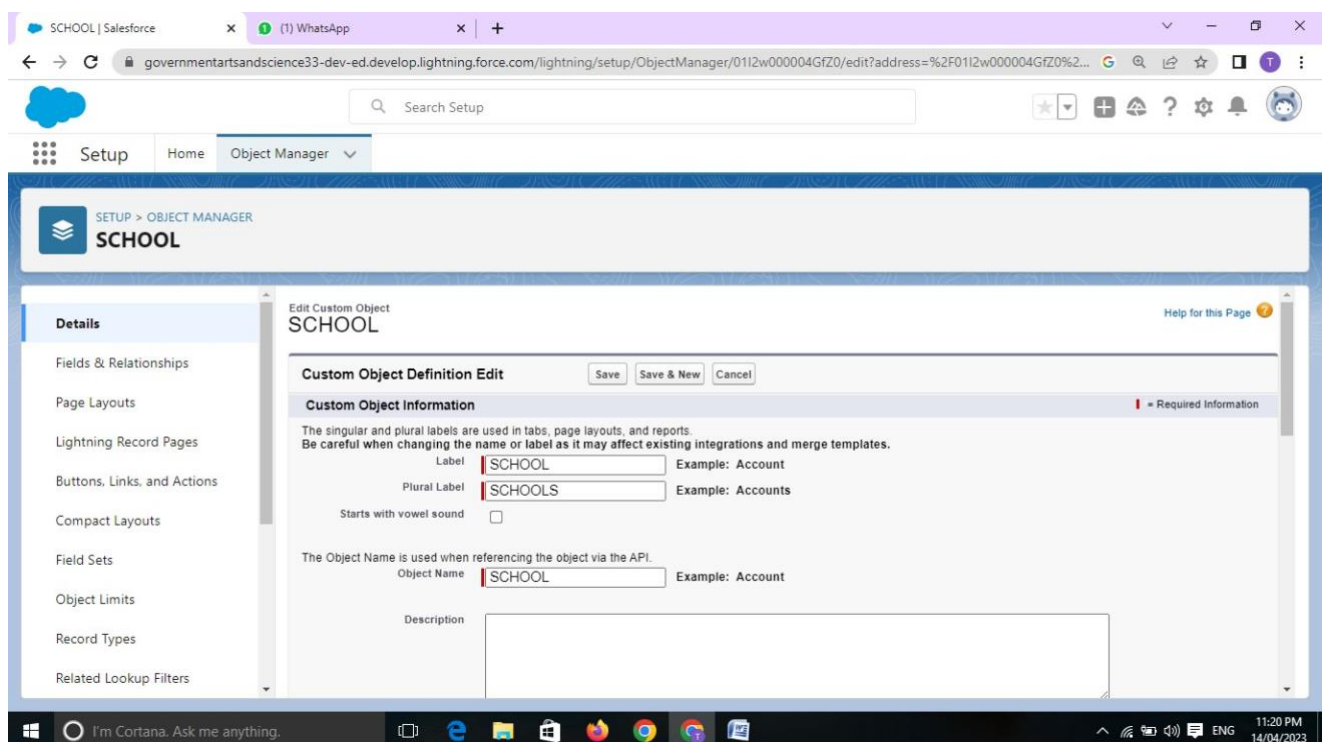 SCHOOL | Salesforce
(1) WhatsApp
governmentartsandscience33-dev-ed.develop.lightning.force.com/lightning/setup/ObjectManager/01I2w000004GfZ0/edit?address=%2F01I2w000004GfZ0%2...
T
Search Setup
Setup Home Object Manager
SETUP > OBJECT MANAGER
SCHOOL
Details
Fields & Relationships
Page Layouts
Lightning Record Pages
Buttons, Links, and Actions
Compact Layouts
Field Sets
Object Limits
Record Types
Related Lookup Filters
Edit Custom Object
SCHOOL
Help for this Page
Custom Object Definition Edit Save Save & New Cancel
Custom Object Information = Required Information
The singular and plural labels are used in tabs, page layouts, and reports.
Be careful when changing the name or label as it may affect existing integrations and merge templates.
Label SCHOOL Example: Account
Plural Label SCHOOLS Example: Accounts
Starts with vowel sound
The Object Name is used when referencing the object via the API.
Object Name SCHOOL Example: Account
Description
I'm Cortana. Ask me anything.
ENG
11:20 PM
14/04/2023